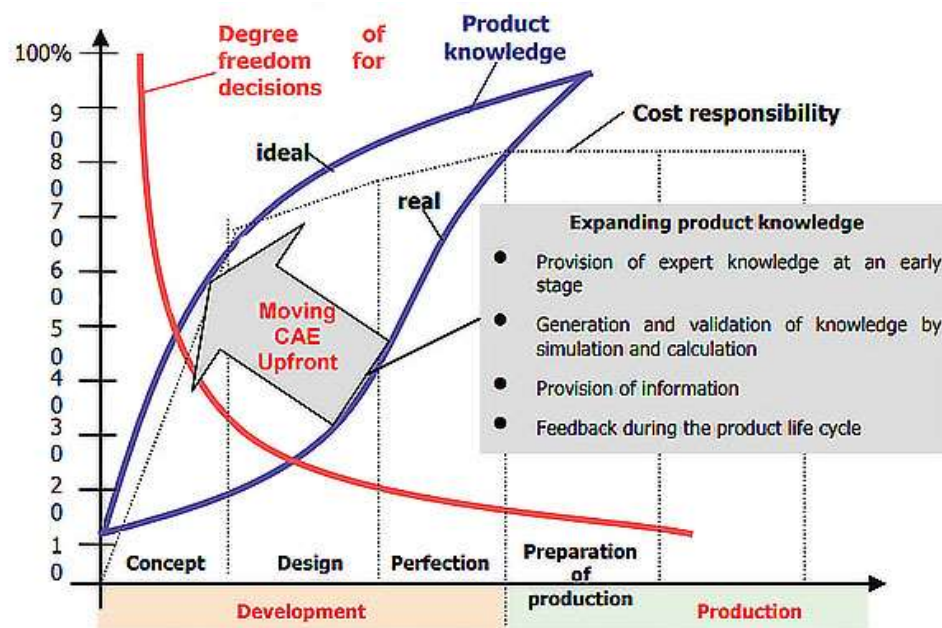 Degree of
freedom for
decisions
Product
knowledge
100%
Cost responsibility
ideal
real
9
0
8
0
7
0
6
0
5
0
4
0
3
0
2
0
1
0
Expanding product knowledge
● Provision of expert knowledge at an early
stage
● Generation and validation of knowledge by
simulation and calculation
● Provision of information
● Feedback during the product life cycle
Moving
CAE
Upfront
Concept
Design
Perfection
Preparation
of
production
Development
Production